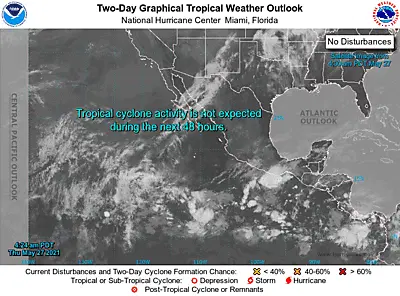 Two-Day Graphical Tropical Weather Outlook
National Hurricane Center Miami, Florida
No Disturbances
Tropical cyclone activity is not expected
during the next 48 hours.
ATLANTIC
OUTLOOK
CENTRAL PACIFIC OUTLOOK
4:24 am PDT
Thu May 27 2021
Current Disturbances and Two-Day Cyclone Formation Chance: < 40% 40-60% > 60%
Tropical or Sub-Tropical Cyclone: Depression Storm Hurricane
Post-Tropical Cyclone or Remnants